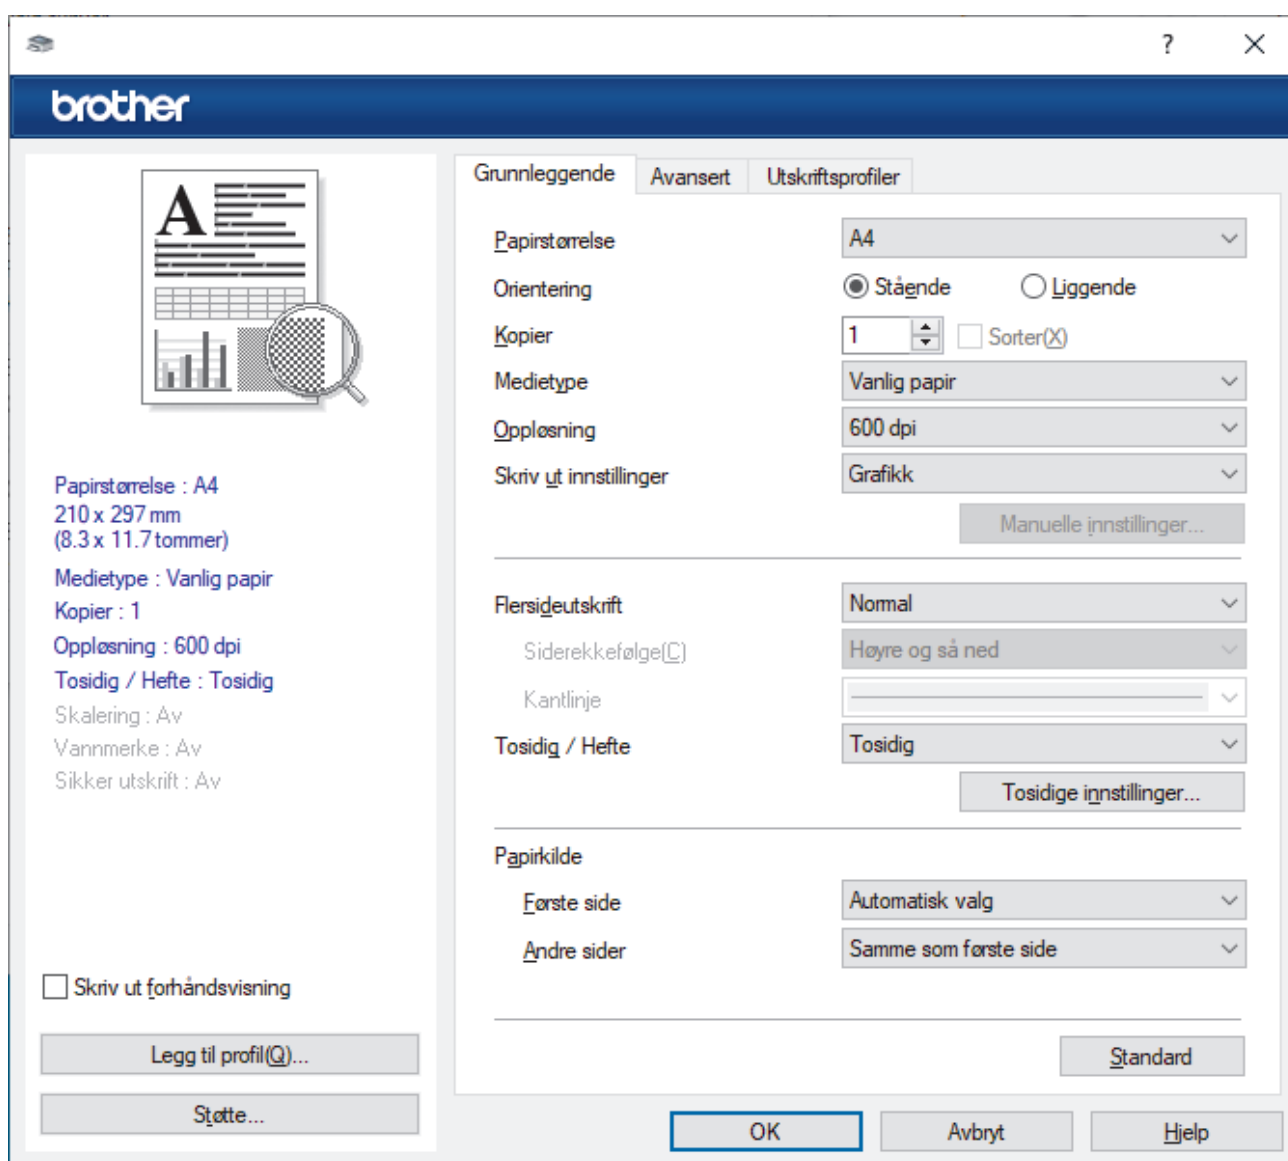 ?
brother
Grunnleggende Avansert Utskriftsprofiler
A
Papirstørrelse A4
Orientering Stående Liggende
Kopier 1 Sorter(X)
Medietype Vanlig papir
Oppløsning 600 dpi
Skriv ut innstillinger Grafikk
Manuelle innstillinger...
Flersideutskrift Normal
Siderekkefølge(C) Høyre og så ned
Kantlinje
Tosidig / Hefte Tosidig
Tosidige innstillinger...
Papirkilde
Første side Automatisk valg
Andre sider Samme som første side
Standard
Papirstørrelse : A4
210 x 297 mm
(8.3 x 11.7 tommer)
Medietype : Vanlig papir
Kopier : 1
Oppløsning : 600 dpi
Tosidig / Hefte : Tosidig
Skalering : Av
Vannmerke : Av
Sikker utskrift : Av
Skriv ut forhåndsvisning
Legg til profil(Q)...
Støtte...
OK Avbryt Hjelp